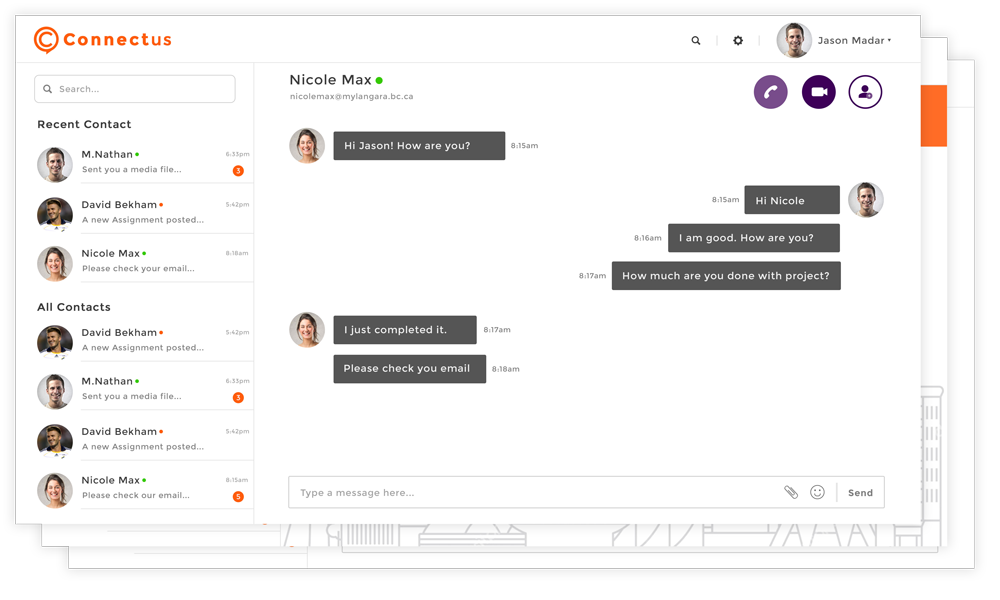 Connectus
Jason Madar
Search...
Recent Contact
M.Nathan 6:33pm
Sent you a media file... 3
David Bekham 5:42pm
A new Assignment posted...
Nicole Max 8:18am
Please check your email...
All Contacts
David Bekham 5:42pm
A new Assignment posted...
M.Nathan 6:33pm
Sent you a media file... 3
David Bekham 5:42pm
A new Assignment posted...
Nicole Max 8:15am
Please check our email... 5
Nicole Max
nicolemax@mylangara.bc.ca
Hi Jason! How are you? 8:15am
8:15am Hi Nicole
8:16am I am good. How are you?
8:17am How much are you done with project?
I just completed it. 8:17am
Please check you email 8:18am
Type a message here... Send